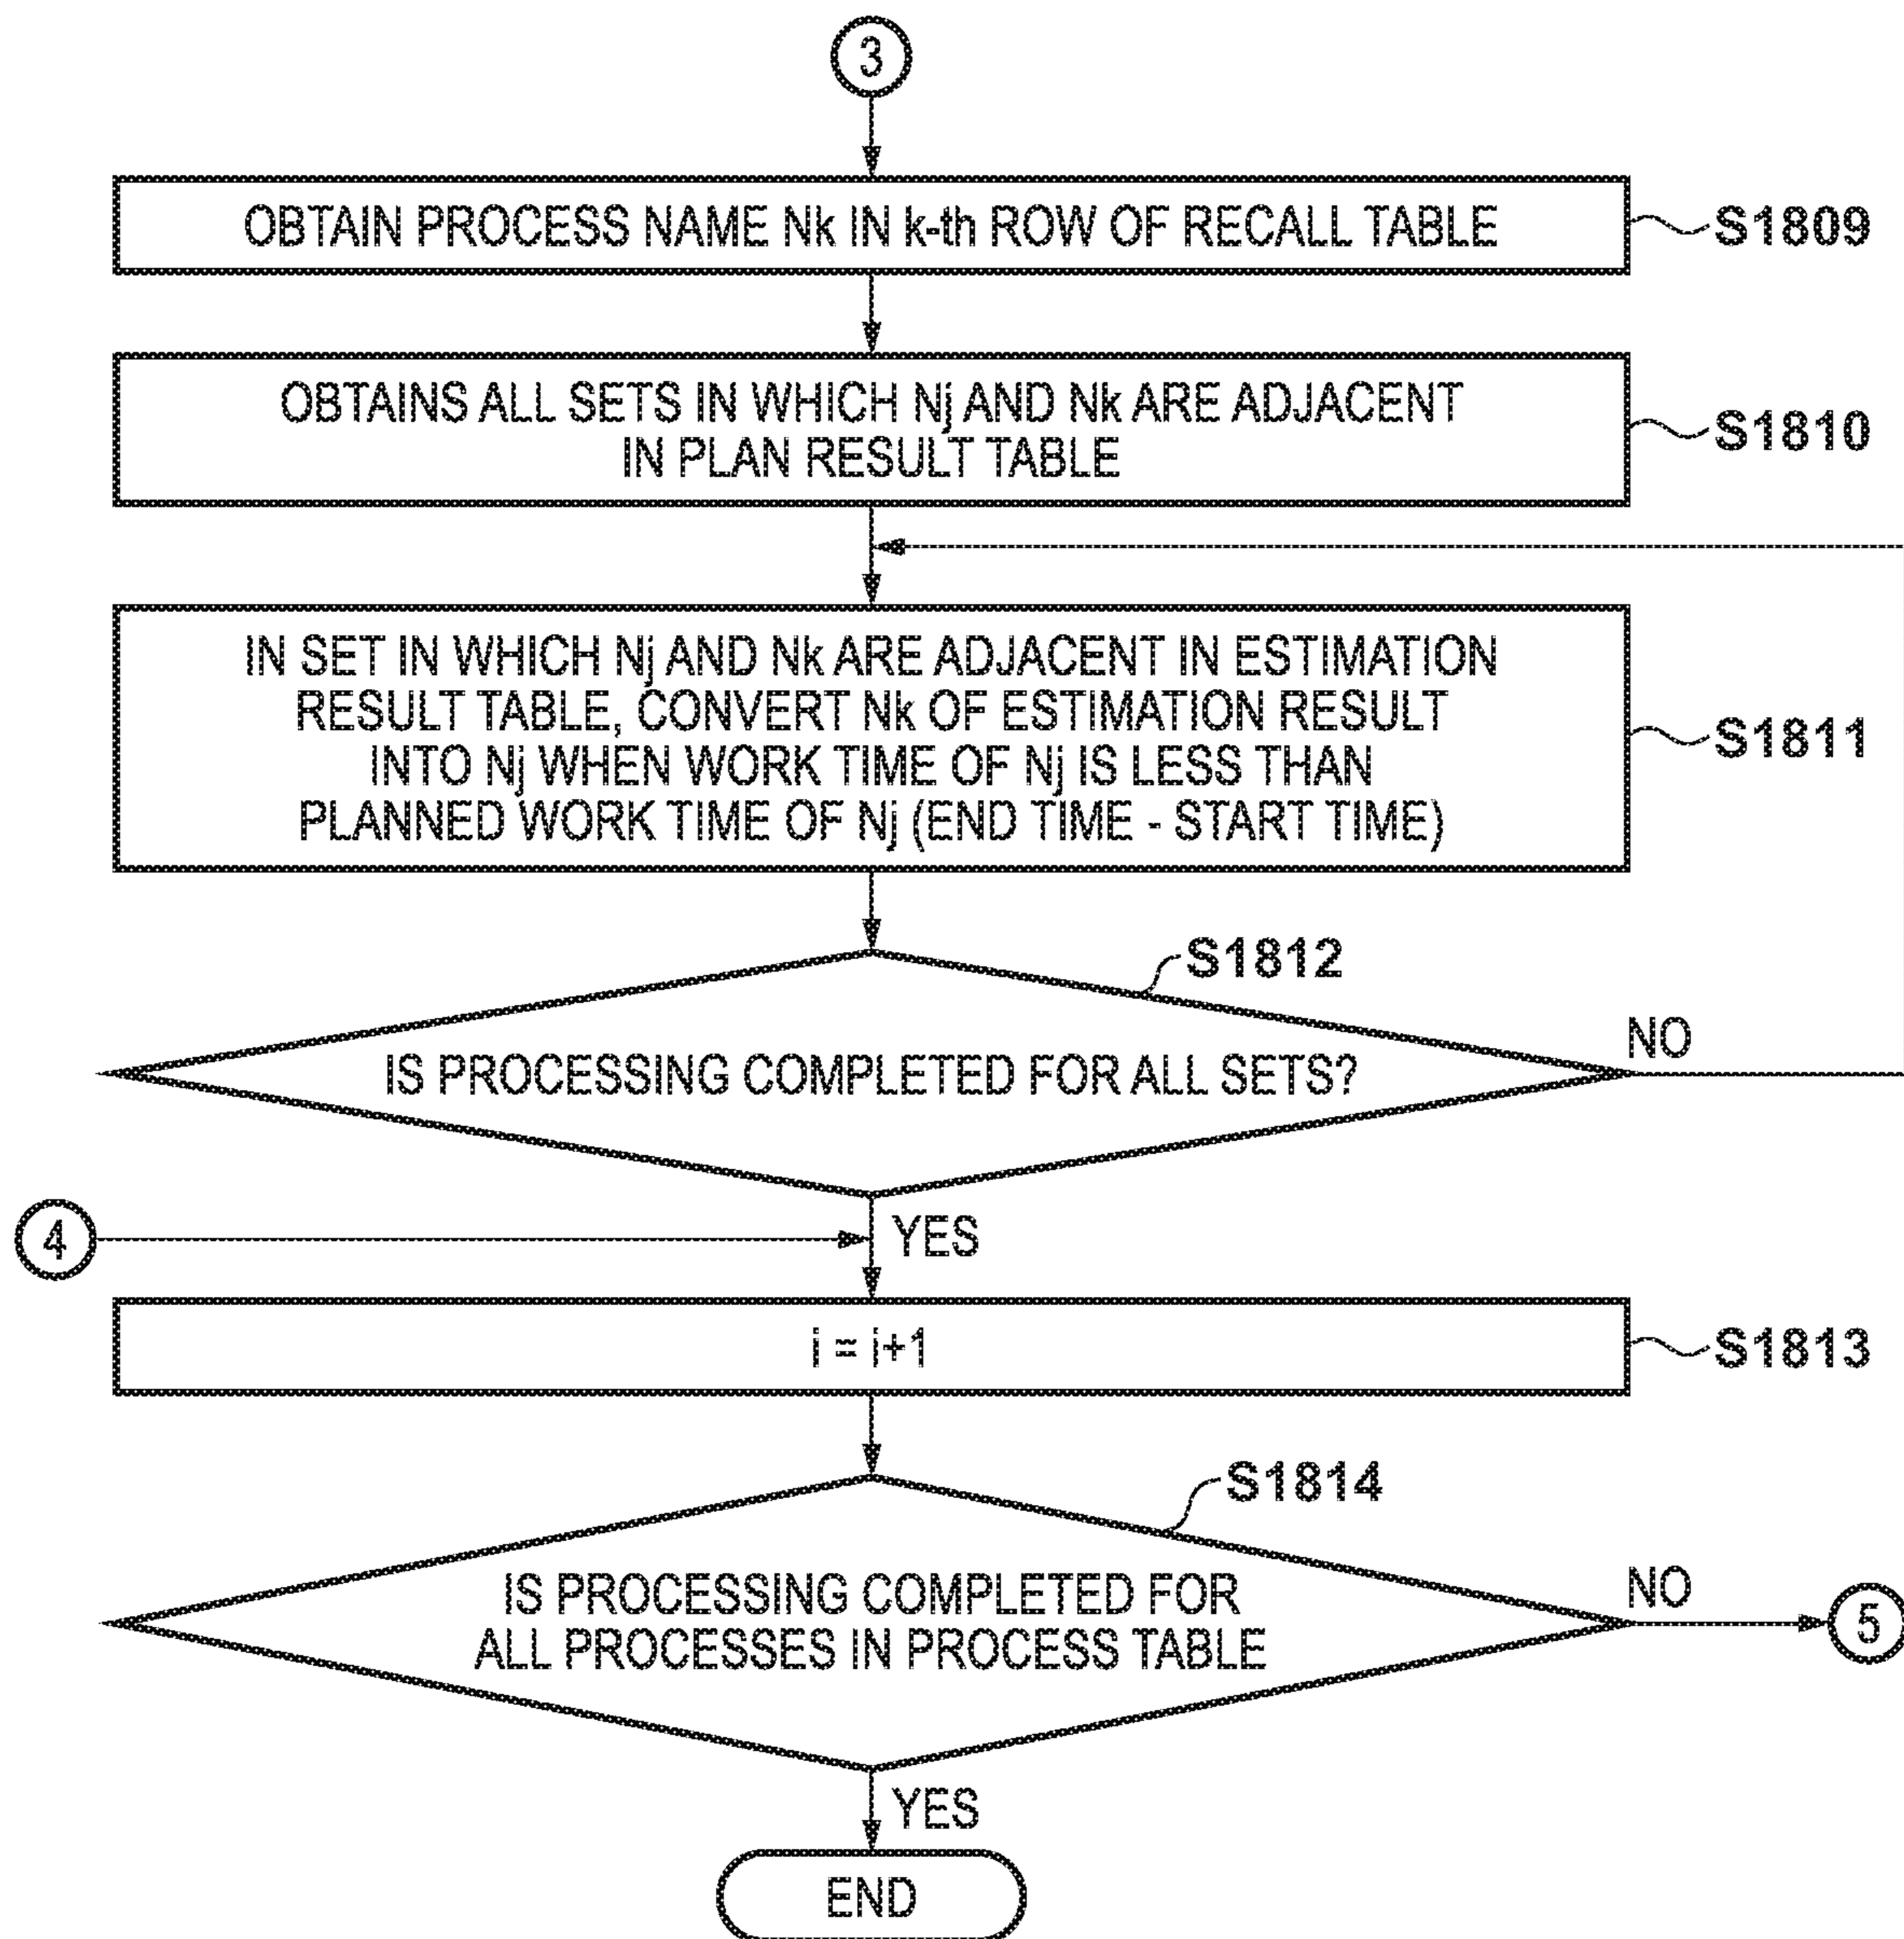 3
OBTAIN PROCESS NAME Nk IN k-th ROW OF RECALL TABLE
S1809
OBTAINS ALL SETS IN WHICH Nj AND Nk ARE ADJACENT
IN PLAN RESULT TABLE
S1810
IN SET IN WHICH Nj AND Nk ARE ADJACENT IN ESTIMATION
RESULT TABLE, CONVERT Nk OF ESTIMATION RESULT
INTO Nj WHEN WORK TIME OF Nj IS LESS THAN
PLANNED WORK TIME OF Nj (END TIME - START TIME)
S1811
S1812
IS PROCESSING COMPLETED FOR ALL SETS?
NO
4
YES
i = i+1
S1813
S1814
IS PROCESSING COMPLETED FOR
ALL PROCESSES IN PROCESS TABLE
NO
5
YES
END